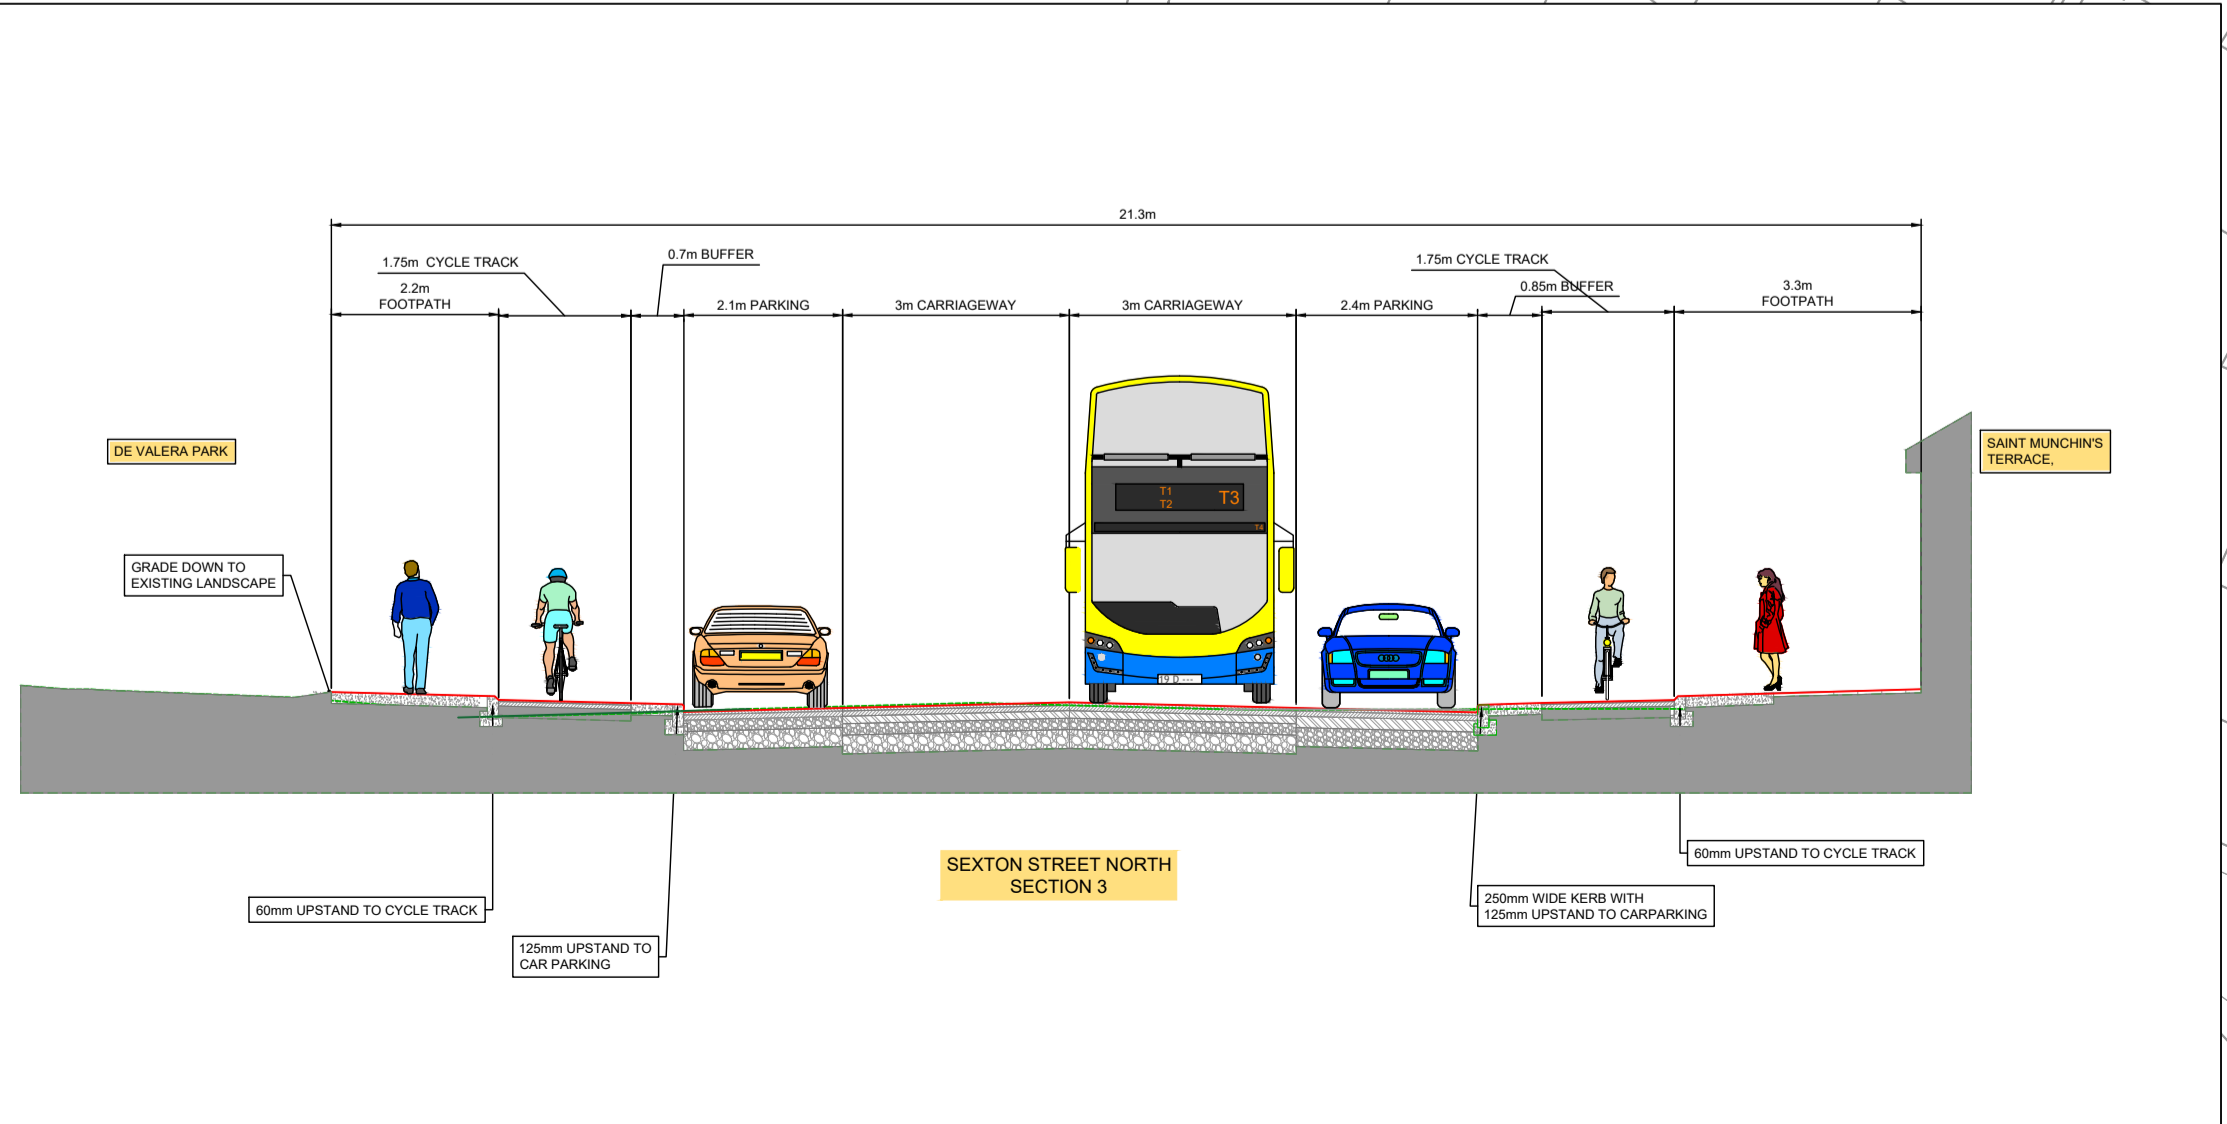 21.3m
1.75m  CYCLE TRACK
0.7m BUFFER
1.75m CYCLE TRACK
0.85m BUFFER
2.2m
FOOTPATH
2.1m PARKING
3m CARRIAGEWAY
3m CARRIAGEWAY
2.4m PARKING
3.3m
FOOTPATH
DE VALERA PARK
SAINT MUNCHIN'S
TERRACE,
T1
T2
T3
T4
GRADE DOWN TO
EXISTING LANDSCAPE
19 D ---
60mm UPSTAND TO CYCLE TRACK
SEXTON STREET NORTH
SECTION 3
60mm UPSTAND TO CYCLE TRACK
250mm WIDE KERB WITH
125mm UPSTAND TO CARPARKING
125mm UPSTAND TO
CAR PARKING